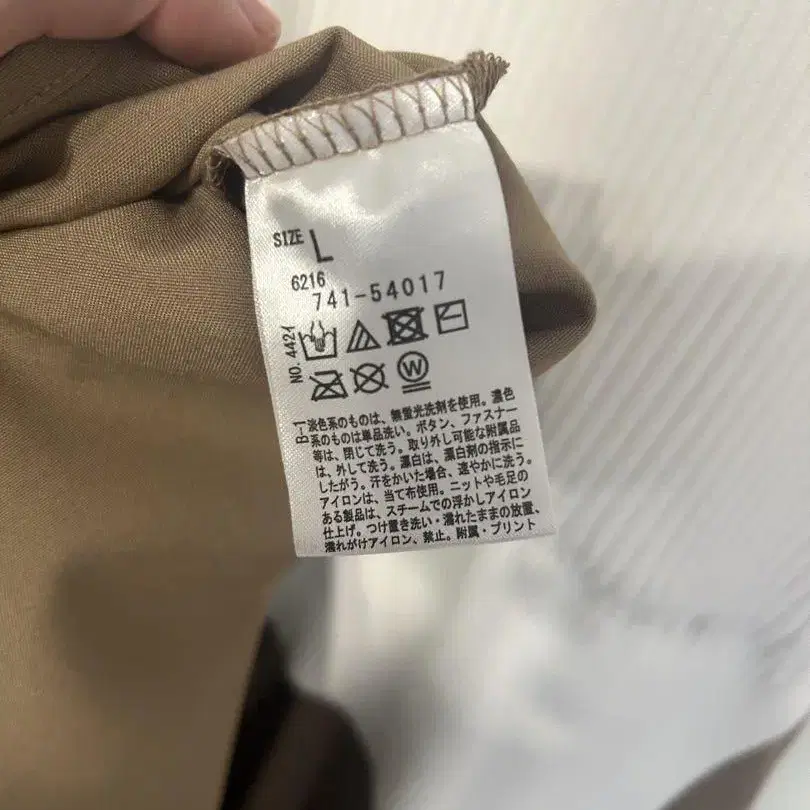 SIZE L
6216
741-54017
NO. 4421
W
B-1
淡色系のものは、無蛍光洗剤を使用。濃色
系のものは単品洗い。ボタン、ファスナー
等は、閉じて洗う。取り外し可能な附属品
は、外して洗う。漂白は、漂白剤の指示に
したがう。汗をかいた場合、速やかに洗う。
アイロンは、当て布使用。ニットや毛足の
ある製品は、スチームでの浮かしアイロン
仕上げ。つけ置き洗い・濡れたままの放置、
濡れがけアイロン、禁止。附属・プリント